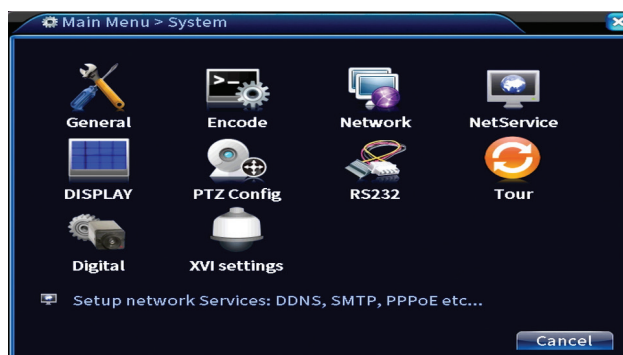 Main Menu > System
General Encode Network NetService
DISPLAY PTZ Config RS232 Tour
Digital XVI settings
Setup network Services: DDNS, SMTP, PPPoE etc...
Cancel